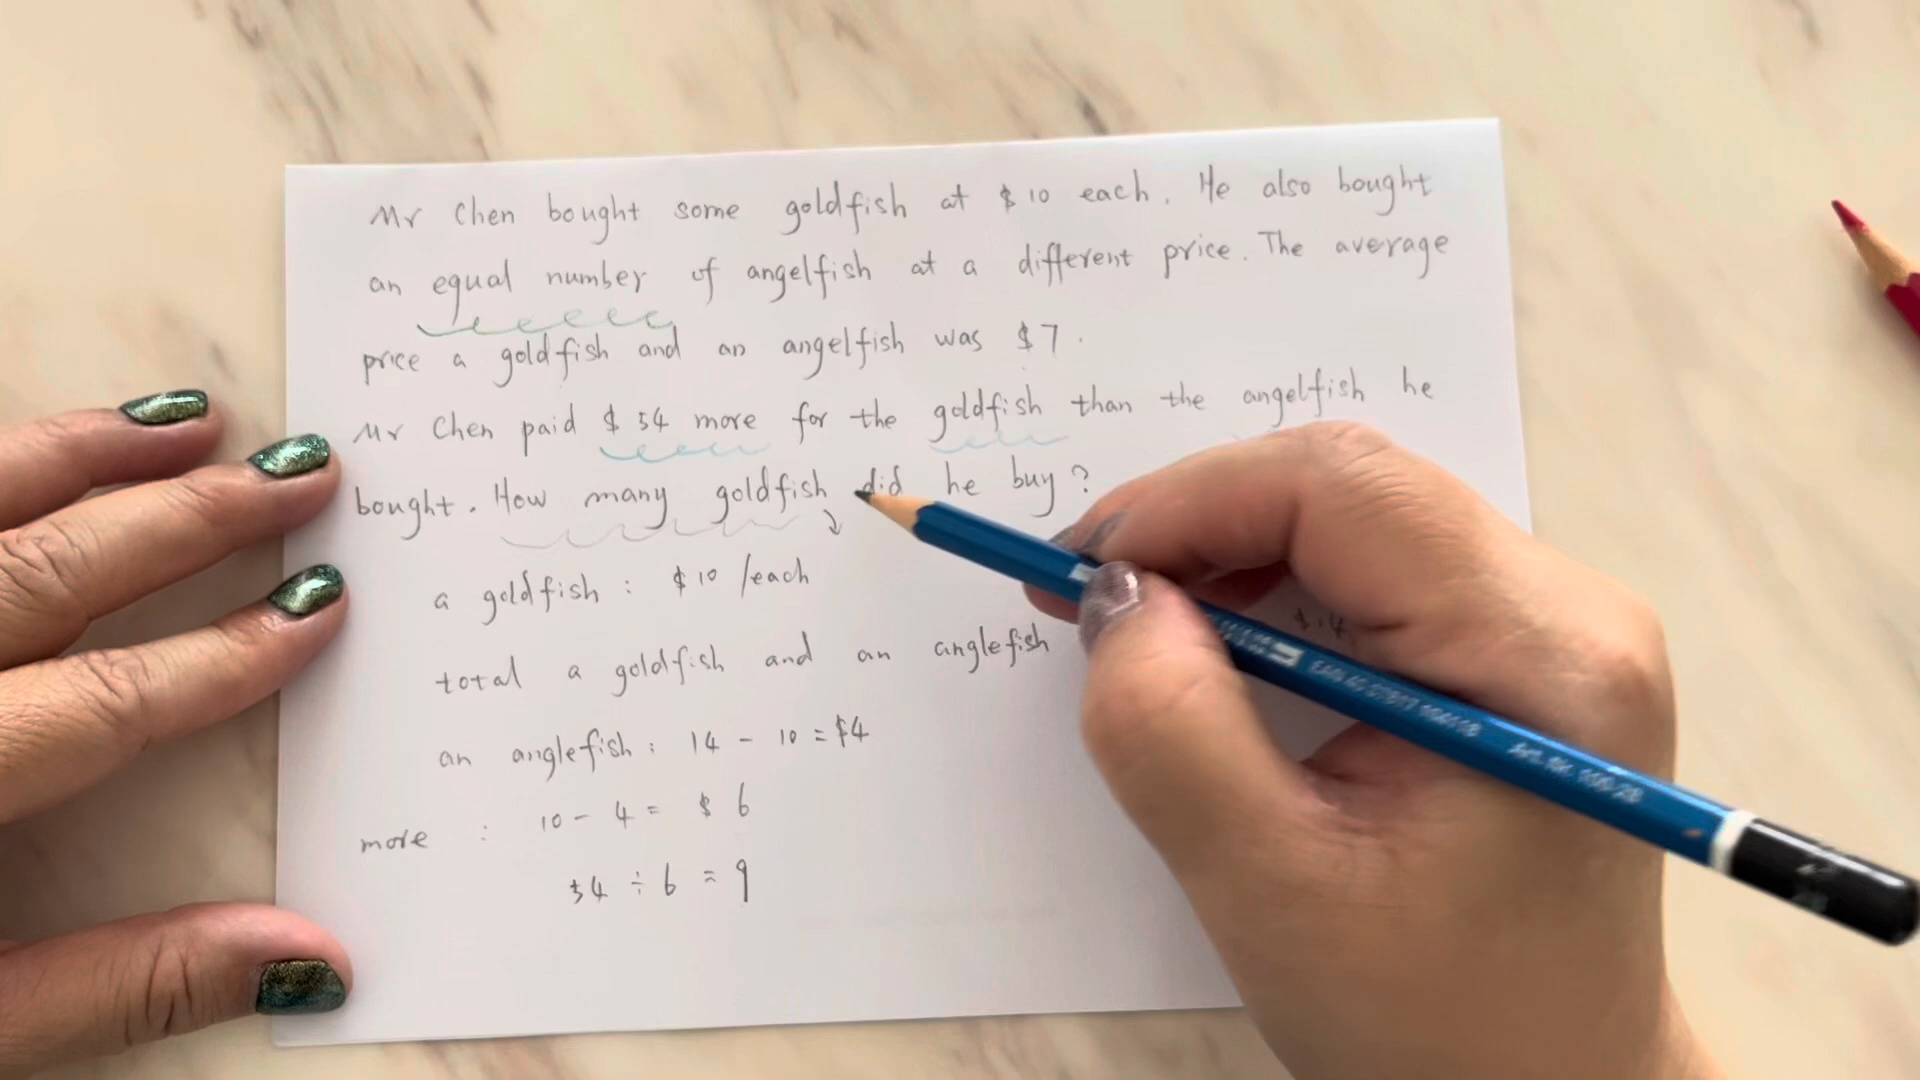 Mr Chen bought some goldfish at $10 each. He also bought
an equal number of angelfish at a different price. The average
price a goldfish and an angelfish was $7.
Mr Chen paid $54 more for the goldfish than the angelfish he
bought. How many goldfish did he buy?
a goldfish : $10 /each
total a goldfish and an anglefish $14
an anglefish : 14 - 10 = $4
more : 10 - 4 = $6
54 ÷ 6 = 9